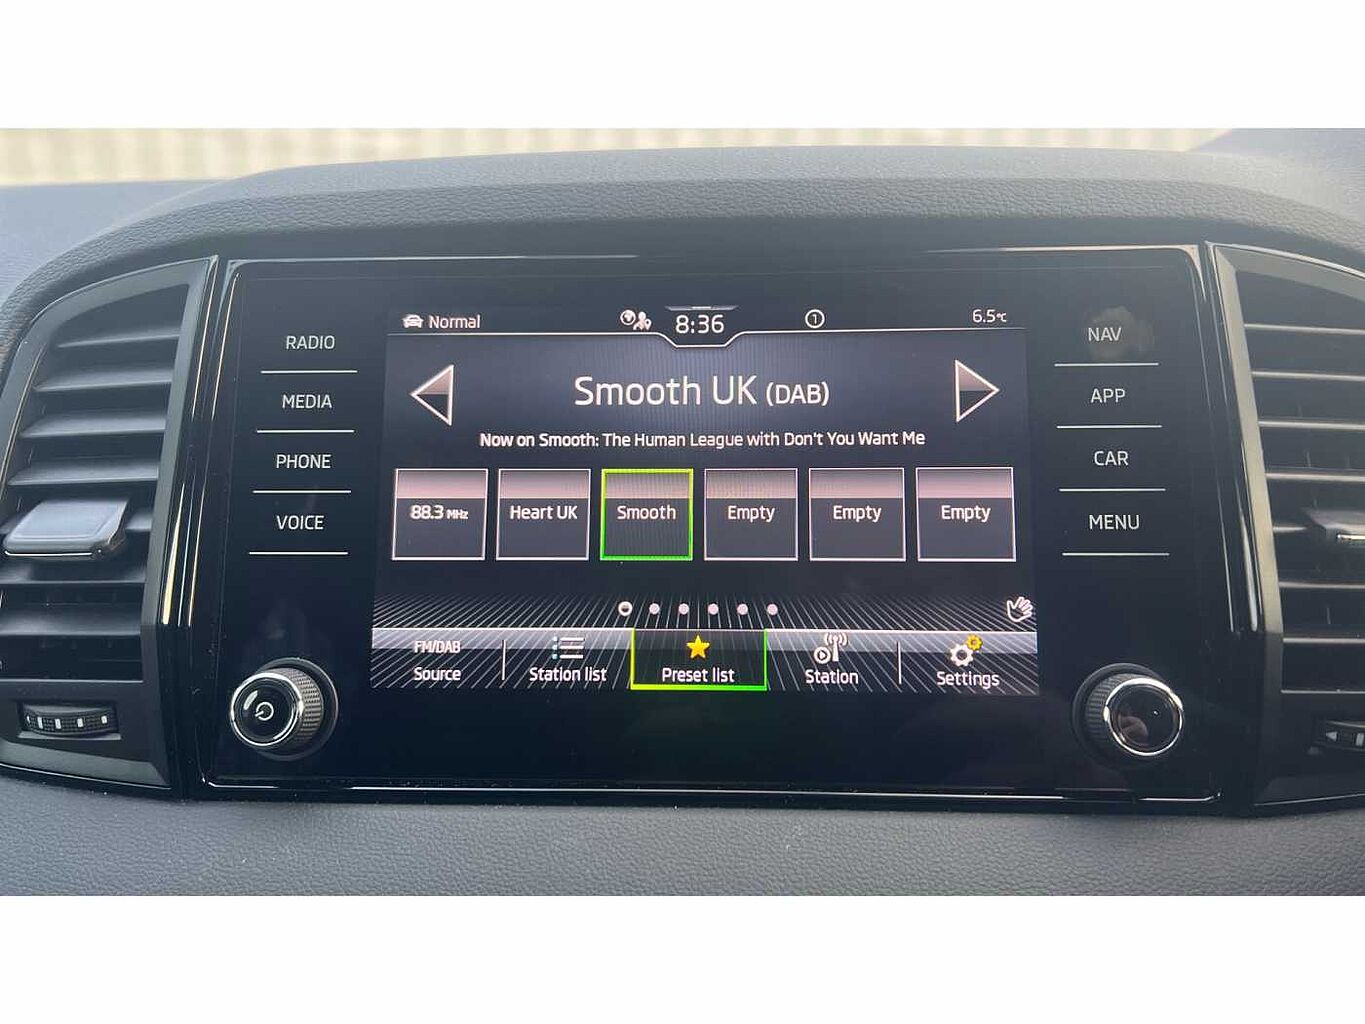 Normal
8:36
1
6.5°C
RADIO
MEDIA
PHONE
VOICE
Smooth UK (DAB)
Now on Smooth: The Human League with Don't You Want Me
88.3 MHz
Heart UK
Smooth
Empty
Empty
Empty
FM/DAB
Source
Station list
Preset list
Station
Settings
NAV
APP
CAR
MENU